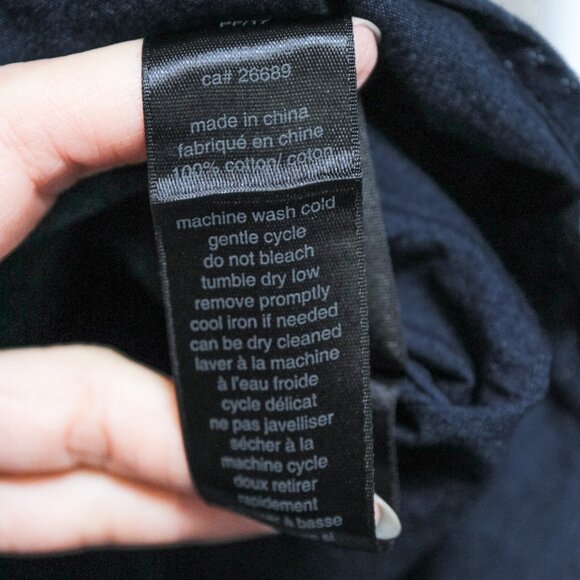 ca# 26689
made in china
fabriqué en chine
100% cotton/ coton
machine wash cold
gentle cycle
do not bleach
tumble dry low
remove promptly
cool iron if needed
can be dry cleaned
laver à la machine
à l'eau froide
cycle délicat
ne pas javelliser
sécher à la
machine cycle
doux retirer
rapidement
à basse